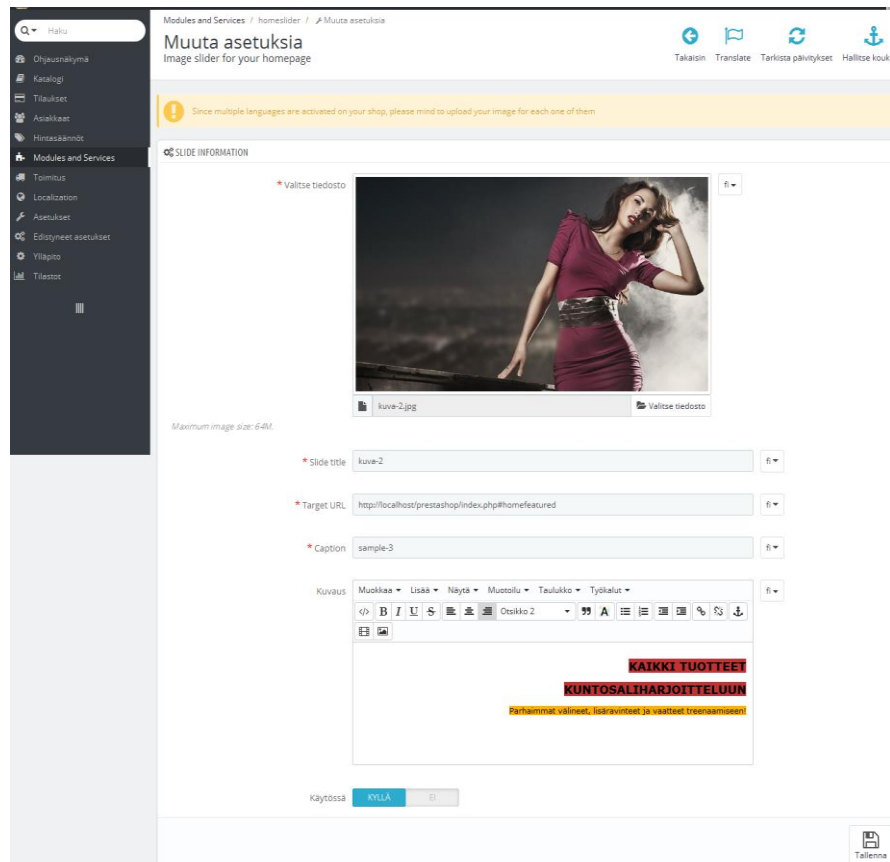 Haku
Ohjausnäkymä
Katalogi
Tilaukset
Asiakkaat
Hintasäännöt
Modules and Services
Toimitus
Localization
Asetukset
Edistyneet asetukset
Ylläpito
Tilastot
Modules and Services / homeslider / Muuta asetuksia
Muuta asetuksia
Image slider for your homepage
Takaisin Translate Tarkista päivitykset Hallitse kouk
Since multiple languages are activated on your shop, please mind to upload your image for each one of them
SLIDE INFORMATION
* Valitse tiedosto
fi
kuva-2.jpg Valitse tiedosto
Maximum image size: 64M.
* Slide title kuva-2 fi
* Target URL http://localhost/prestashop/index.php#homefeatured fi
* Caption sample-3 fi
Kuvaus Muokkaa Lisää Näytä Muotoilu Taulukko Työkalut fi
</> B I U S Otsikko 2 A
KAIKKI TUOTTEET
KUNTOSALIHARJOITTELUUN
Parhaimmat välineet, lisäravinteet ja vaatteet treenaamiseen!
Käytössä KYLLÄ EI
Tallenna